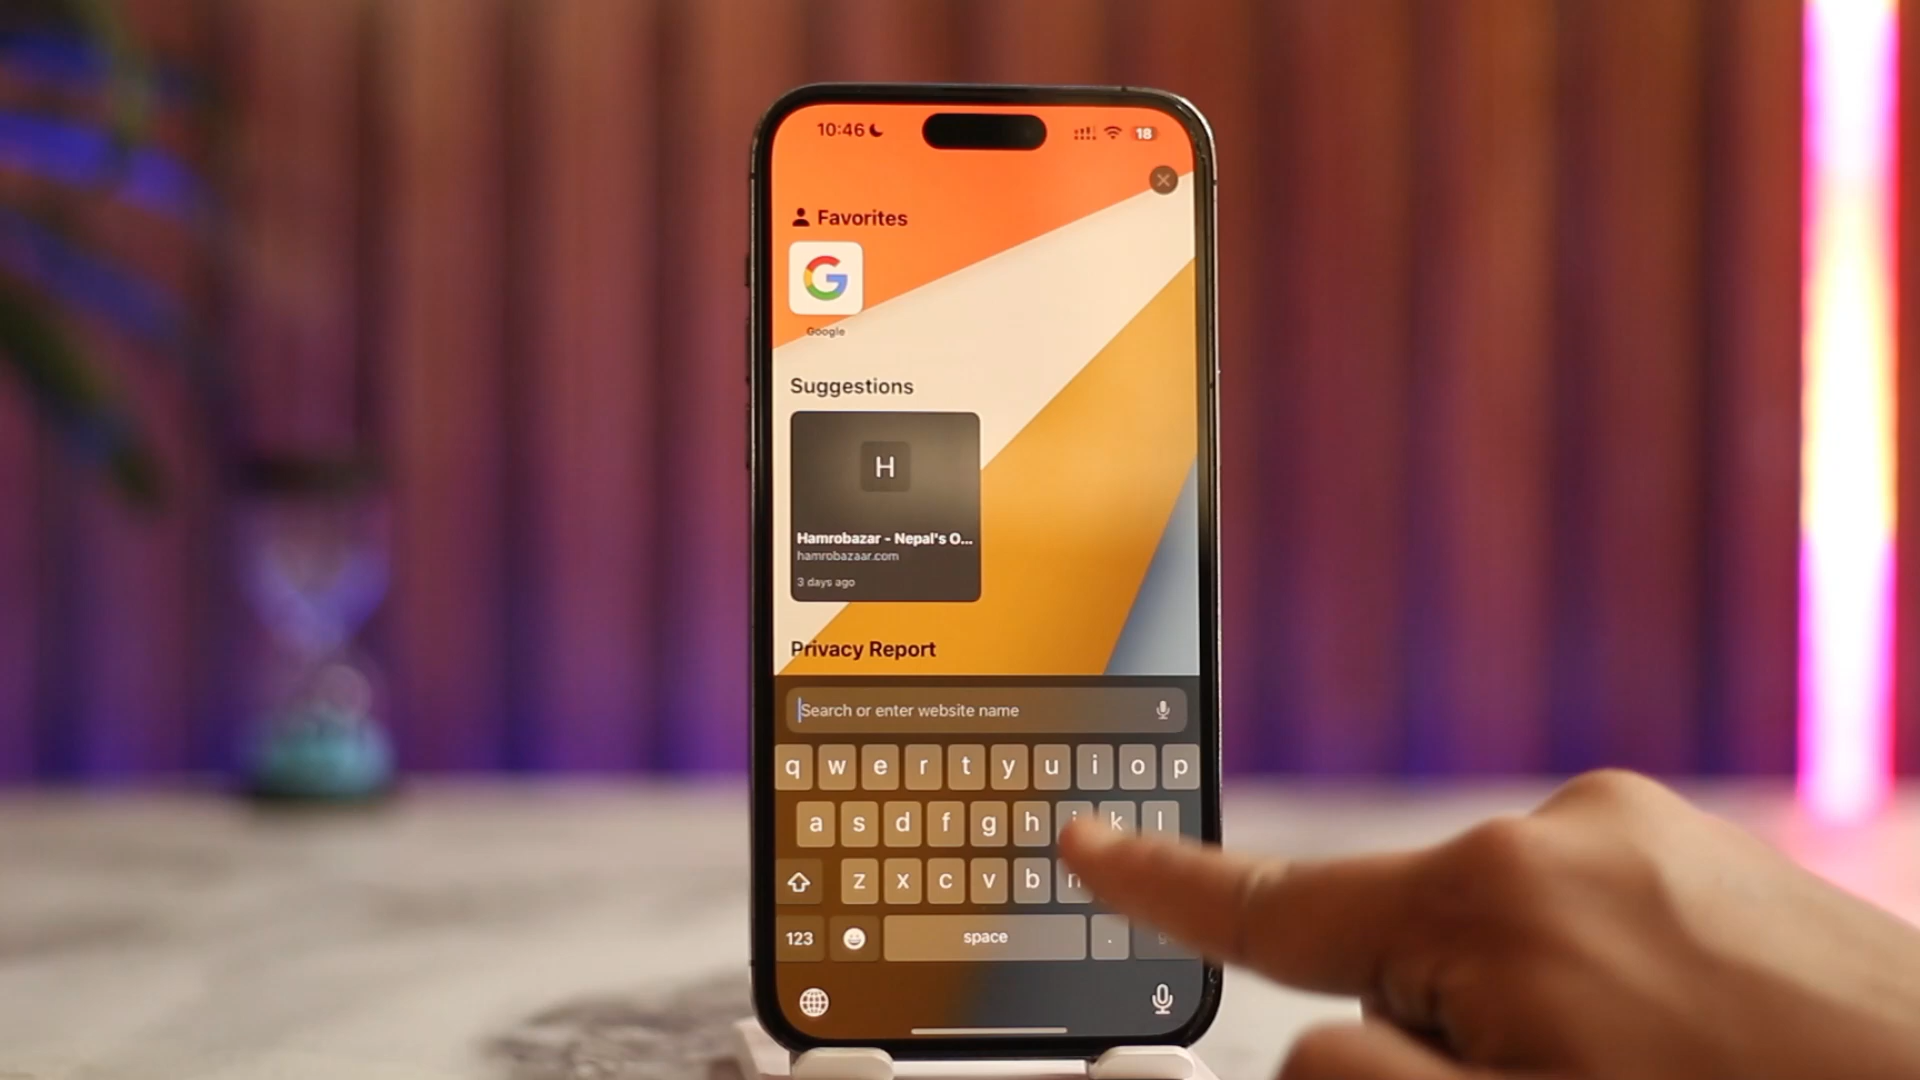 10:46
18
Favorites
G
Google
Suggestions
H
Hamrobazar - Nepal's O...
hamrobazaar.com
3 days ago
Privacy Report
Search or enter website name
q w e r t y u i o p
a s d f g h j k l
z x c v b n
123 space .